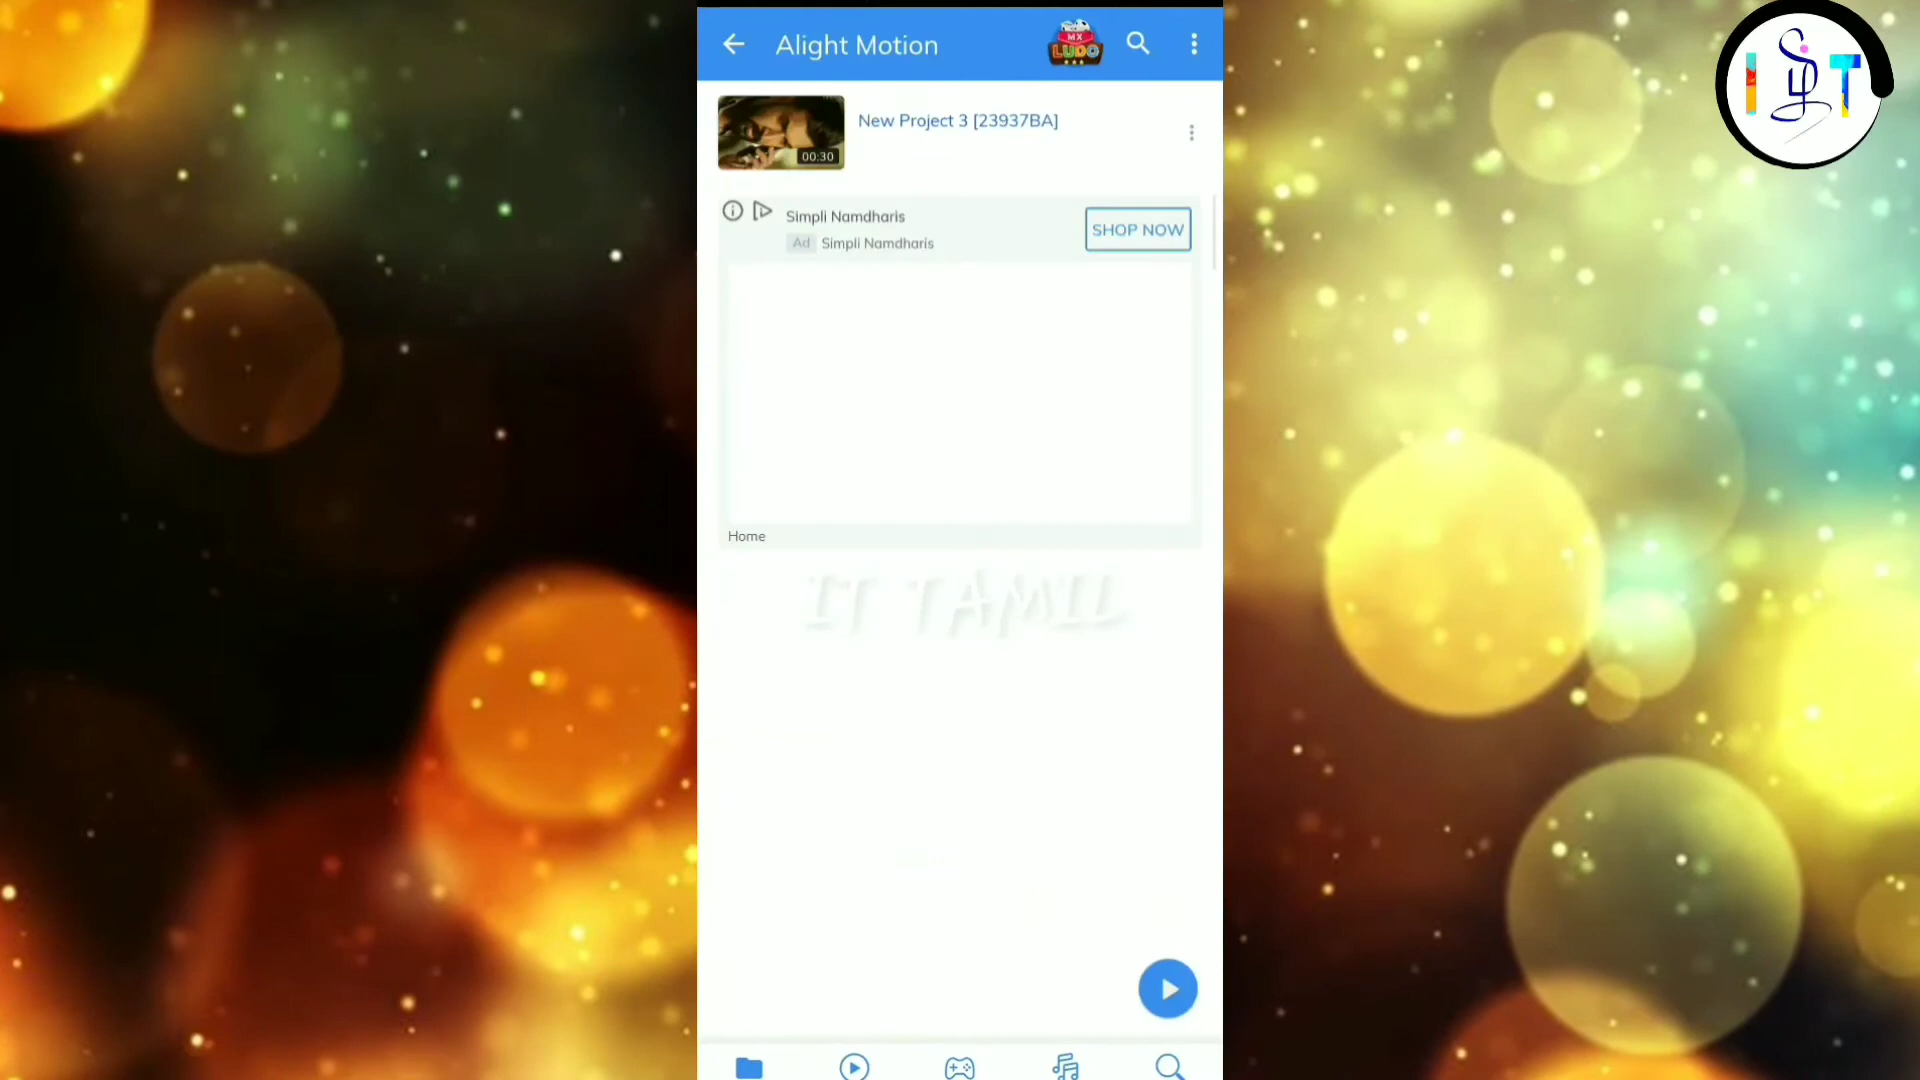 Alight Motion
MX
LUDO
New Project 3 [23937BA]
00:30
Simpli Namdharis
Ad Simpli Namdharis
SHOP NOW
Home
IT TAMIL
I T